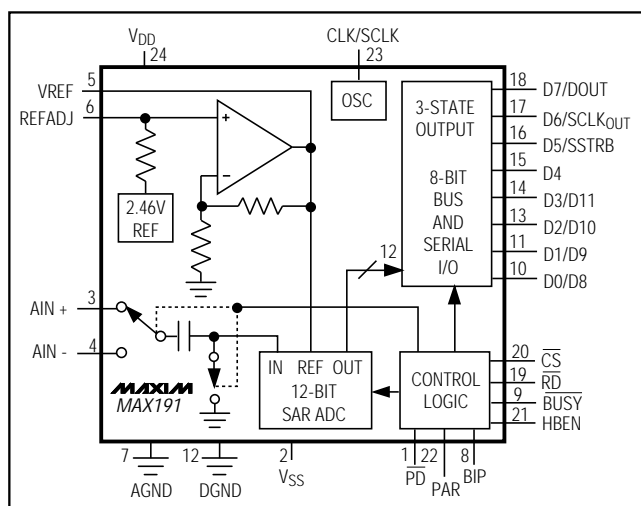 VDD
24
CLK/SCLK
23
VREF
5
REFADJ
6
OSC
3-STATE
OUTPUT
8-BIT
BUS
AND
SERIAL
I/O
18 D7/DOUT
17 D6/SCLKOUT
16 D5/SSTRB
15 D4
14 D3/D11
13 D2/D10
11 D1/D9
10 D0/D8
+
−
2.46V
REF
12
AIN + 3
AIN - 4
MAXIM
MAX191
IN REF OUT
12-BIT
SAR ADC
CONTROL
LOGIC
20 CS
19 RD
9 BUSY
21 HBEN
7
AGND
12
DGND
2
VSS
1
PD
22
PAR
8
BIP